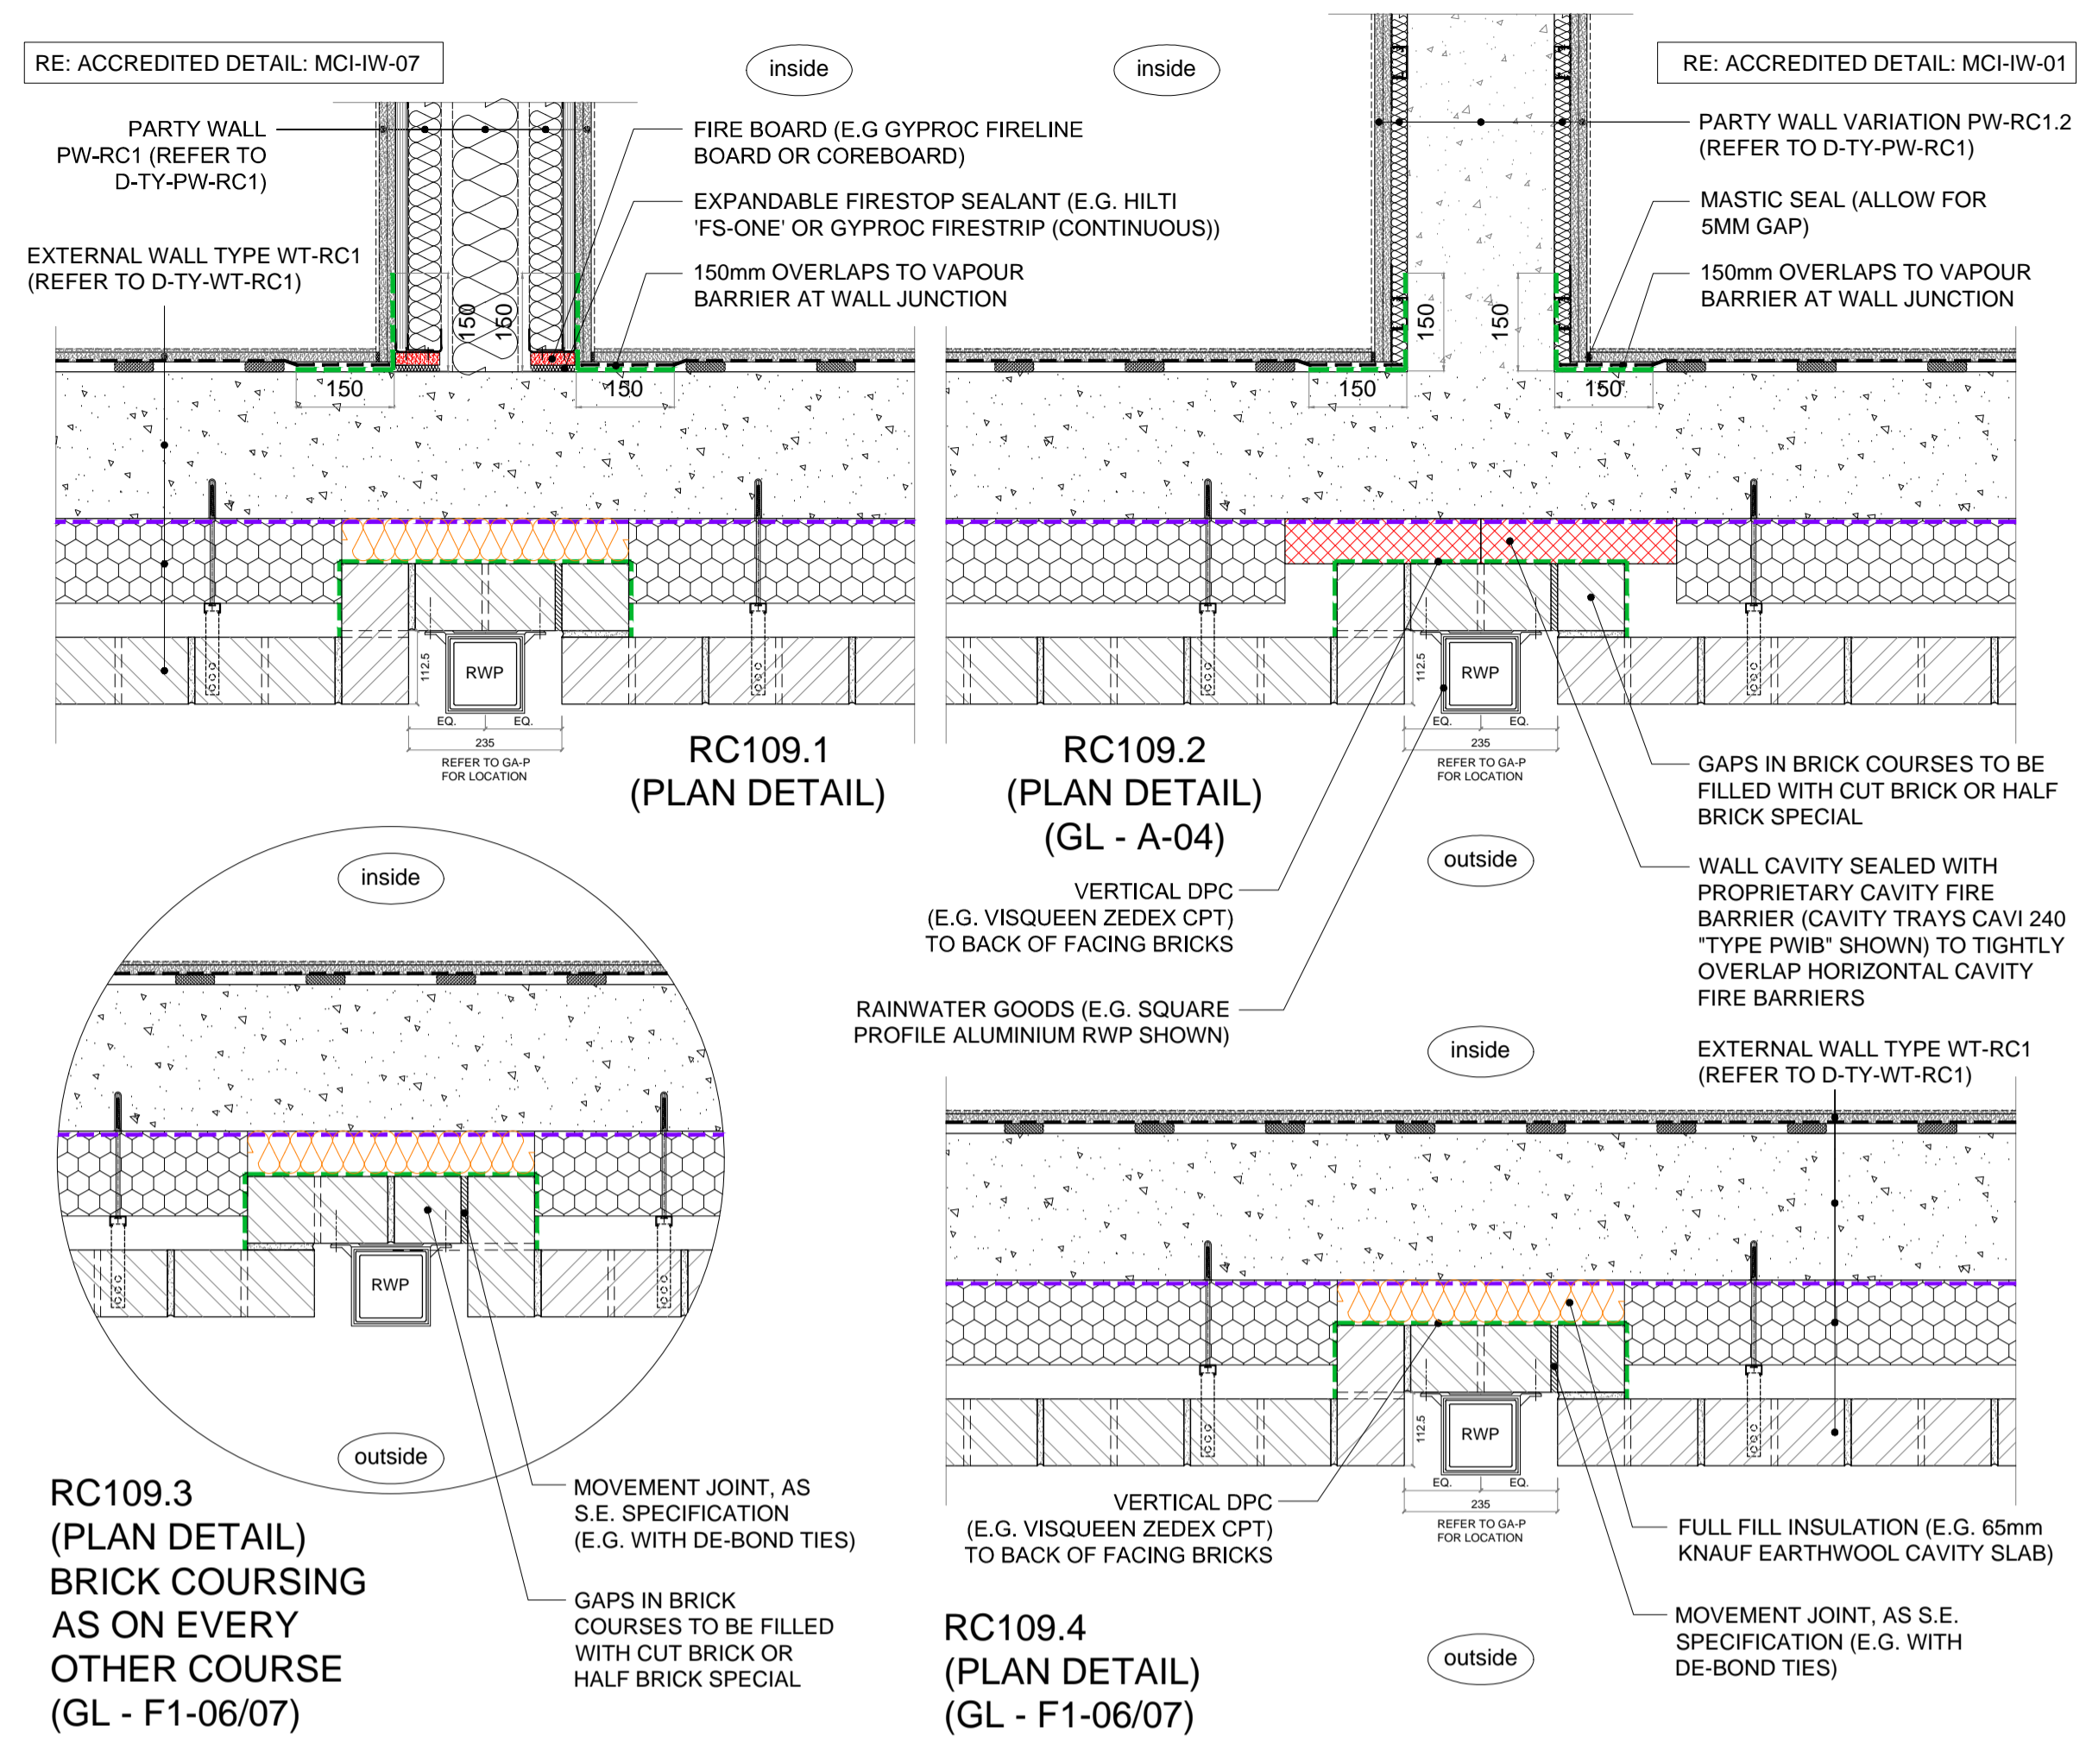 RE: ACCREDITED DETAIL: MCI-IW-07
inside
inside
RE: ACCREDITED DETAIL: MCI-IW-01
PARTY WALL
PW-RC1 (REFER TO
D-TY-PW-RC1)
EXTERNAL WALL TYPE WT-RC1
(REFER TO D-TY-WT-RC1)
FIRE BOARD (E.G GYPROC FIRELINE
BOARD OR COREBOARD)
EXPANDABLE FIRESTOP SEALANT (E.G. HILTI
'FS-ONE' OR GYPROC FIRESTRIP (CONTINUOUS))
150mm OVERLAPS TO VAPOUR
BARRIER AT WALL JUNCTION
PARTY WALL VARIATION PW-RC1.2
(REFER TO D-TY-PW-RC1)
MASTIC SEAL (ALLOW FOR
5MM GAP)
150mm OVERLAPS TO VAPOUR
BARRIER AT WALL JUNCTION
150
150
150
150
150
150
150
150
RWP
112.5
EQ.
EQ.
235
REFER TO GA-P
FOR LOCATION
RC109.1
(PLAN DETAIL)
RWP
112.5
EQ.
EQ.
235
REFER TO GA-P
FOR LOCATION
RC109.2
(PLAN DETAIL)
(GL - A-04)
outside
GAPS IN BRICK COURSES TO BE
FILLED WITH CUT BRICK OR HALF
BRICK SPECIAL
WALL CAVITY SEALED WITH
PROPRIETARY CAVITY FIRE
BARRIER (CAVITY TRAYS CAVI 240
"TYPE PWIB" SHOWN) TO TIGHTLY
OVERLAP HORIZONTAL CAVITY
FIRE BARRIERS
VERTICAL DPC
(E.G. VISQUEEN ZEDEX CPT)
TO BACK OF FACING BRICKS
RAINWATER GOODS (E.G. SQUARE
PROFILE ALUMINIUM RWP SHOWN)
inside
RWP
outside
RC109.3
(PLAN DETAIL)
BRICK COURSING
AS ON EVERY
OTHER COURSE
(GL - F1-06/07)
MOVEMENT JOINT, AS
S.E. SPECIFICATION
(E.G. WITH DE-BOND TIES)
GAPS IN BRICK
COURSES TO BE FILLED
WITH CUT BRICK OR
HALF BRICK SPECIAL
inside
EXTERNAL WALL TYPE WT-RC1
(REFER TO D-TY-WT-RC1)
RWP
112.5
EQ.
EQ.
235
REFER TO GA-P
FOR LOCATION
VERTICAL DPC
(E.G. VISQUEEN ZEDEX CPT)
TO BACK OF FACING BRICKS
FULL FILL INSULATION (E.G. 65mm
KNAUF EARTHWOOL CAVITY SLAB)
MOVEMENT JOINT, AS S.E.
SPECIFICATION (E.G. WITH
DE-BOND TIES)
RC109.4
(PLAN DETAIL)
(GL - F1-06/07)
outside